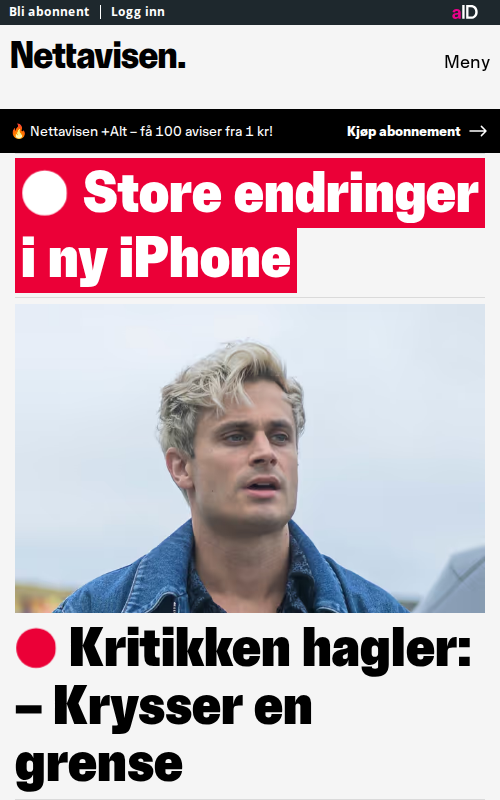 Bli abonnent | Logg inn
aID
Nettavisen.
Meny
🔥 Nettavisen +Alt – få 100 aviser fra 1 kr!
Kjøp abonnement →
Store endringer
i ny iPhone
Kritikken hagler:
– Krysser en
grense